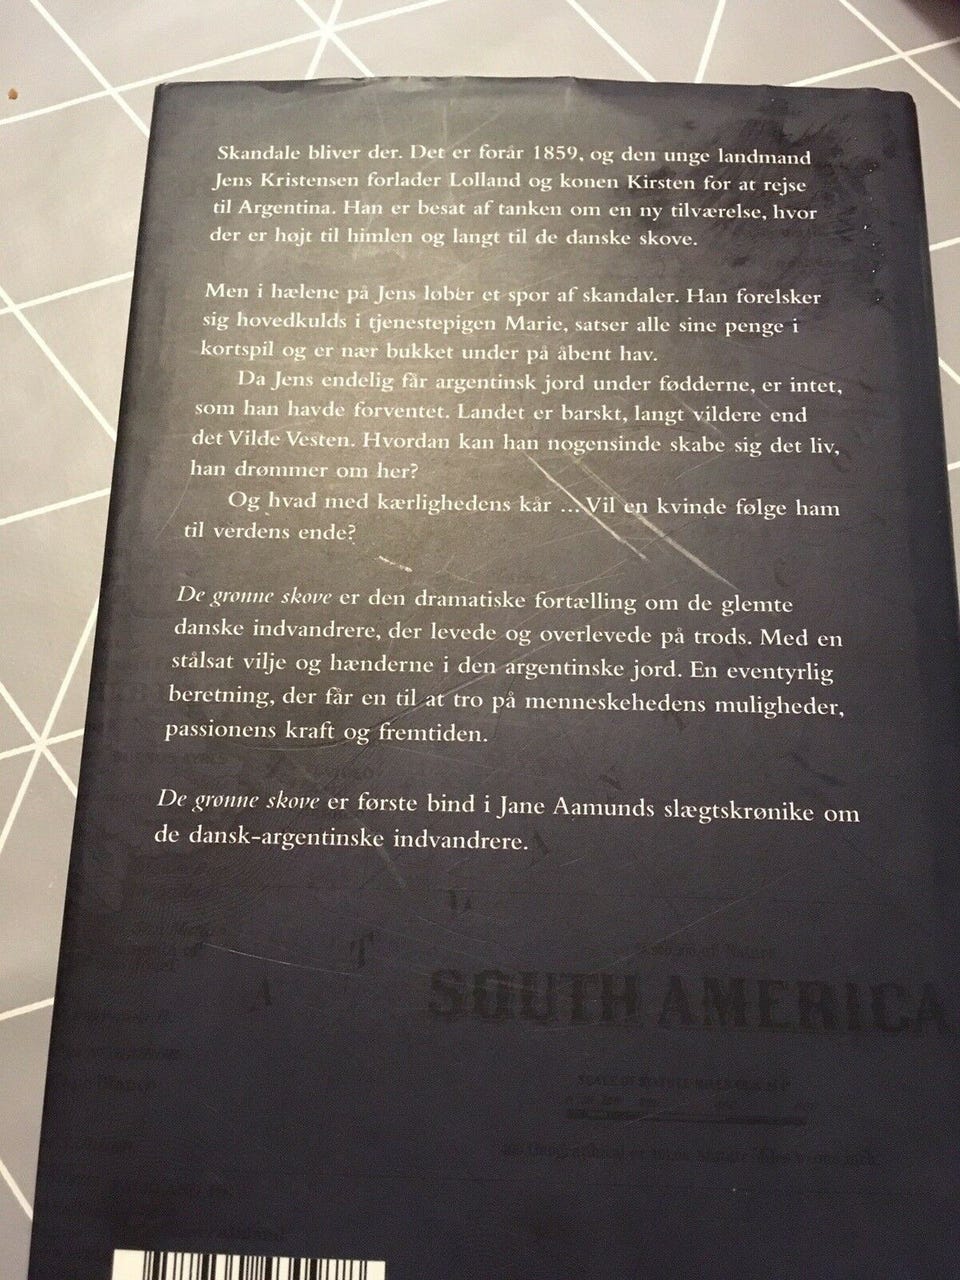 Skandale bliver der. Det er forår 1859, og den unge landmand
Jens Kristensen forlader Lolland og konen Kirsten for at rejse
til Argentina. Han er besat af tanken om en ny tilværelse, hvor
der er højt til himlen og langt til de danske skove.
Men i hælene på Jens løber et spor af skandaler. Han forelsker
sig hovedkulds i tjenestepigen Marie, satser alle sine penge i
kortspil og er nær bukket under på åbent hav.
Da Jens endelig får argentinsk jord under fødderne, er intet,
som han havde forventet. Landet er barskt, langt vildere end
det Vilde Vesten. Hvordan kan han nogensinde skabe sig det liv,
han drømmer om her?
Og hvad med kærlighedens kår ... Vil en kvinde følge ham
til verdens ende?
De grønne skove er den dramatiske fortælling om de glemte
danske indvandrere, der levede og overlevede på trods. Med en
stålsat vilje og hænderne i den argentinske jord. En eventyrlig
beretning, der får en til at tro på menneskehedens muligheder,
passionens kraft og fremtiden.
De grønne skove er første bind i Jane Aamunds slægtskrønike om
de dansk-argentinske indvandrere.
SOUTH AMERICA